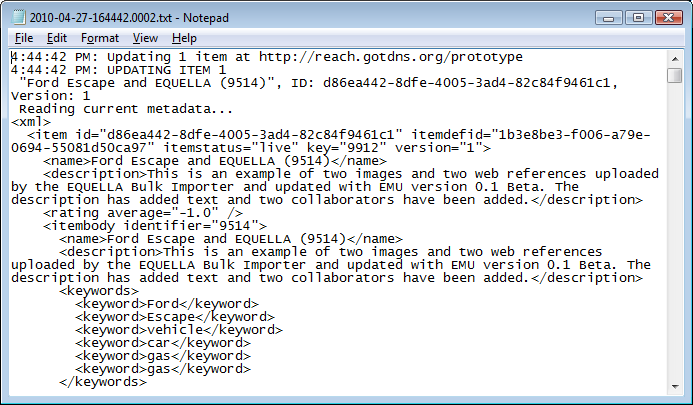 2010-04-27-164442.0002.txt - Notepad
File Edit Format View Help
4:44:42 PM: Updating 1 item at http://reach.gotdns.org/prototype
4:44:42 PM: UPDATING ITEM 1
"Ford Escape and EQUELLA (9514)", ID: d86ea442-8dfe-4005-3ad4-82c84f9461c1,
Version: 1
Reading current metadata...
<xml>
<item id="d86ea442-8dfe-4005-3ad4-82c84f9461c1" itemdefid="1b3e8be3-f006-a79e-
0694-55081d50ca97" itemstatus="live" key="9912" version="1">
<name>Ford Escape and EQUELLA (9514)</name>
<description>This is an example of two images and two web references uploaded
by the EQUELLA Bulk Importer and updated with EMU version 0.1 Beta. The
description has added text and two collaborators have been added.</description>
<rating average="-1.0" />
<itembody identifier="9514">
<name>Ford Escape and EQUELLA (9514)</name>
<description>This is an example of two images and two web references
uploaded by the EQUELLA Bulk Importer and updated with EMU version 0.1 Beta. The
description has added text and two collaborators have been added.</description>
<keywords>
<keyword>Ford</keyword>
<keyword>Escape</keyword>
<keyword>vehicle</keyword>
<keyword>car</keyword>
<keyword>gas</keyword>
<keyword>gas</keyword>
</keywords>